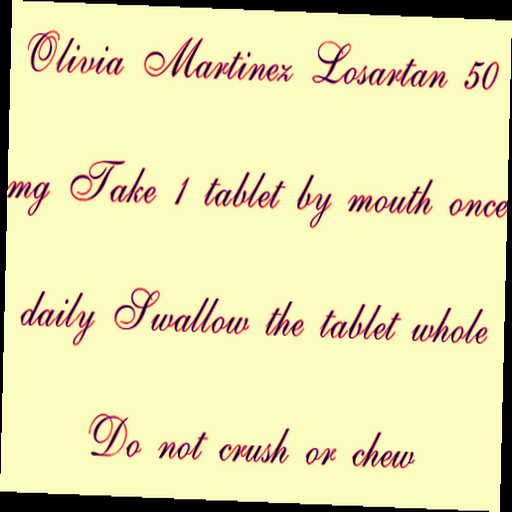 Olivia Martinez Losartan 50
mg Take 1 tablet by mouth once
daily Swallow the tablet whole
Do not crush or chew